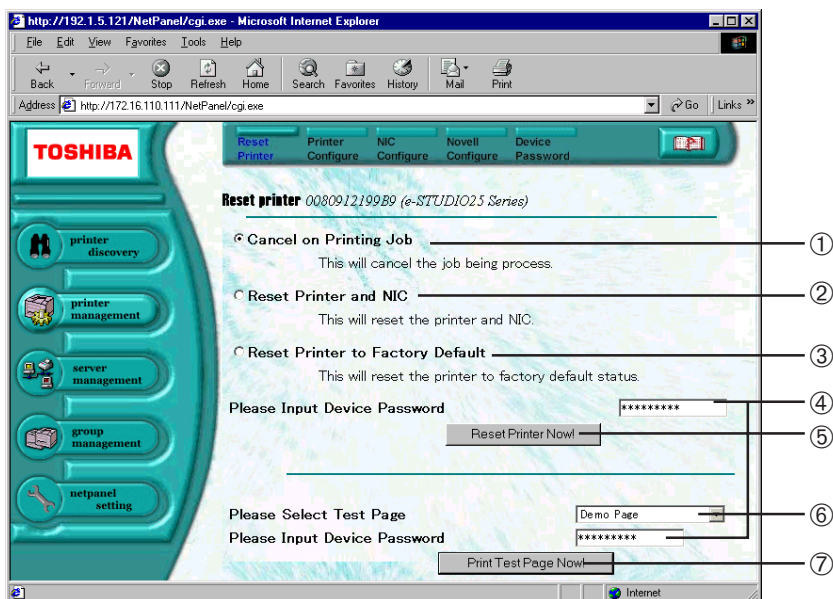 http://192.1.5.121/NetPanel/cgi.exe - Microsoft Internet Explorer
File Edit View Favorites Tools Help
Back Forward Stop Refresh Home Search Favorites History Mail Print
Address http://172.16.110.111/NetPanel/cgi.exe Go Links »
TOSHIBA
Reset Printer
Printer Configure
NIC Configure
Novell Configure
Device Password
printer discovery
printer management
server management
group management
netpanel setting
Reset printer 0080912199B9 (e-STUDIO25 Series)
Cancel on Printing Job ①
This will cancel the job being process.
Reset Printer and NIC ②
This will reset the printer and NIC.
Reset Printer to Factory Default ③
This will reset the printer to factory default status.
Please Input Device Password ********* ④
Reset Printer Now! ⑤
Please Select Test Page Demo Page ⑥
Please Input Device Password *********
Print Test Page Now! ⑦
Internet